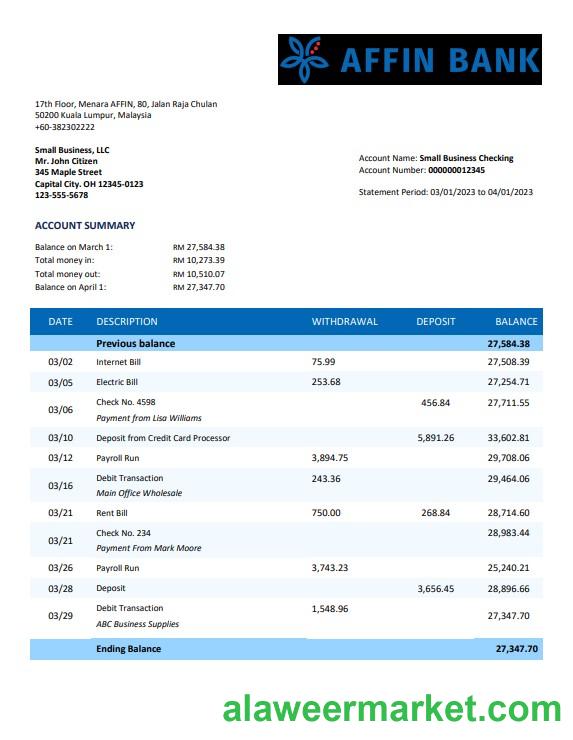 AFFIN BANK
17th Floor, Menara AFFIN, 80, Jalan Raja Chulan
50200 Kuala Lumpur, Malaysia
+60-382302222
Small Business, LLC
Mr. John Citizen
345 Maple Street
Capital City. OH 12345-0123
123-555-5678
Account Name: Small Business Checking
Account Number: 000000012345
Statement Period: 03/01/2023 to 04/01/2023
ACCOUNT SUMMARY
Balance on March 1: RM 27,584.38
Total money in: RM 10,273.39
Total money out: RM 10,510.07
Balance on April 1: RM 27,347.70
DATE DESCRIPTION WITHDRAWAL DEPOSIT BALANCE
Previous balance 27,584.38
03/02 Internet Bill 75.99 27,508.39
03/05 Electric Bill 253.68 27,254.71
03/06 Check No. 4598 456.84 27,711.55
Payment from Lisa Williams
03/10 Deposit from Credit Card Processor 5,891.26 33,602.81
03/12 Payroll Run 3,894.75 29,708.06
03/16 Debit Transaction 243.36 29,464.06
Main Office Wholesale
03/21 Rent Bill 750.00 268.84 28,714.60
03/21 Check No. 234 28,983.44
Payment From Mark Moore
03/26 Payroll Run 3,743.23 25,240.21
03/28 Deposit 3,656.45 28,896.66
03/29 Debit Transaction 1,548.96 27,347.70
ABC Business Supplies
Ending Balance 27,347.70
alaweermarket.com